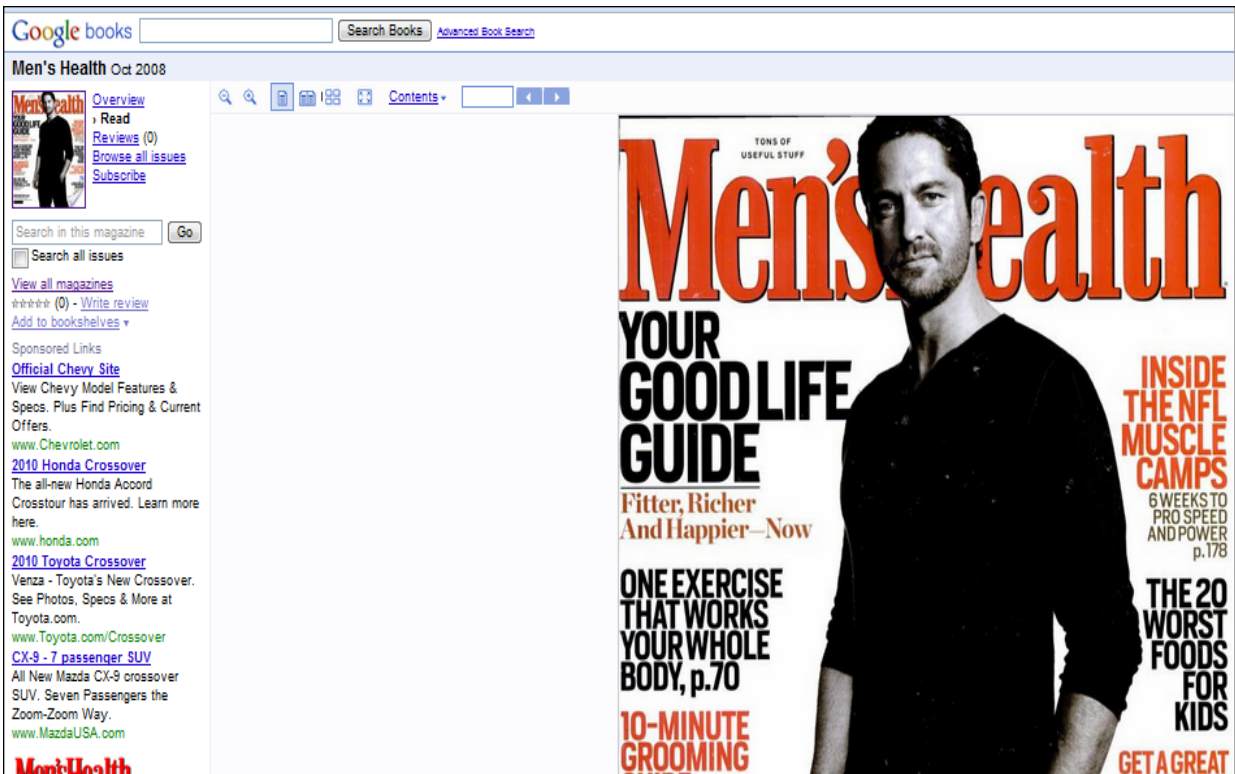 Google books
Search Books
Advanced Book Search
Men's Health Oct 2008
Overview
› Read
Reviews (0)
Browse all issues
Subscribe
Search in this magazine
Go
Search all issues
View all magazines
(0) - Write review
Add to bookshelves
Sponsored Links
Official Chevy Site
View Chevy Model Features &
Specs. Plus Find Pricing & Current
Offers.
www.Chevrolet.com
2010 Honda Crossover
The all-new Honda Accord
Crosstour has arrived. Learn more
here.
www.honda.com
2010 Toyota Crossover
Venza - Toyota's New Crossover.
See Photos, Specs & More at
Toyota.com.
www.Toyota.com/Crossover
CX-9 - 7 passenger SUV
All New Mazda CX-9 crossover
SUV. Seven Passengers the
Zoom-Zoom Way.
www.MazdaUSA.com
Men'sHealth
Contents
TONS OF
USEFUL STUFF
Men's Health
YOUR
GOOD LIFE
GUIDE
Fitter, Richer
And Happier—Now
ONE EXERCISE
THAT WORKS
YOUR WHOLE
BODY, p.70
10-MINUTE
GROOMING
GUIDE
INSIDE
THE NFL
MUSCLE
CAMPS
6 WEEKS TO
PRO SPEED
AND POWER
p.178
THE 20
WORST
FOODS
FOR
KIDS
GET A GREAT